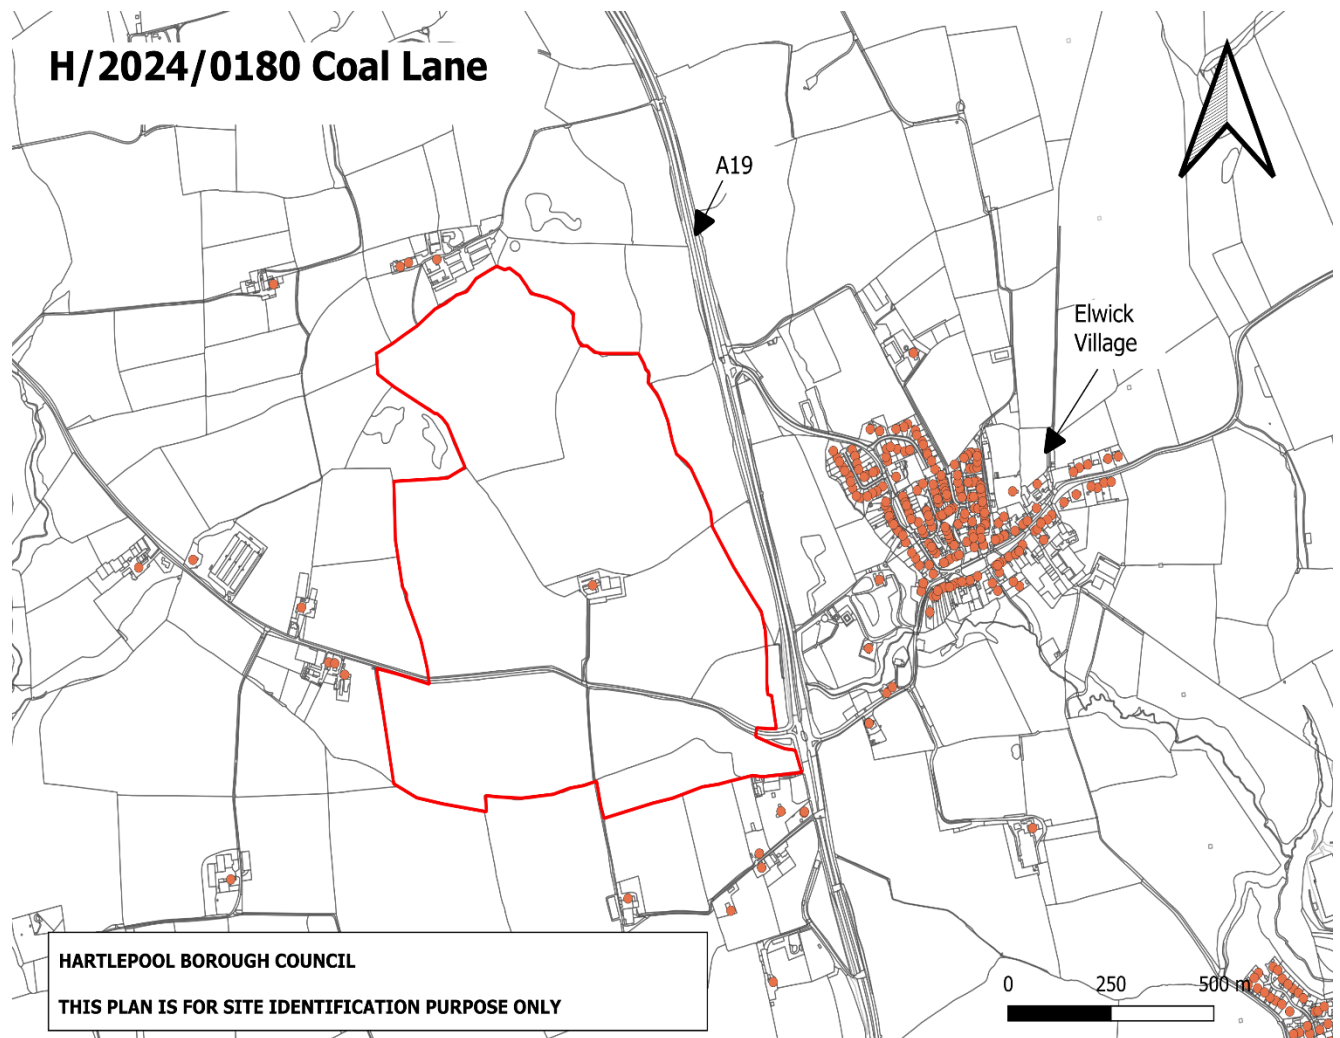 H/2024/0180 Coal Lane
A19
Elwick
Village
HARTLEPOOL BOROUGH COUNCIL
THIS PLAN IS FOR SITE IDENTIFICATION PURPOSE ONLY
0 250 500 m